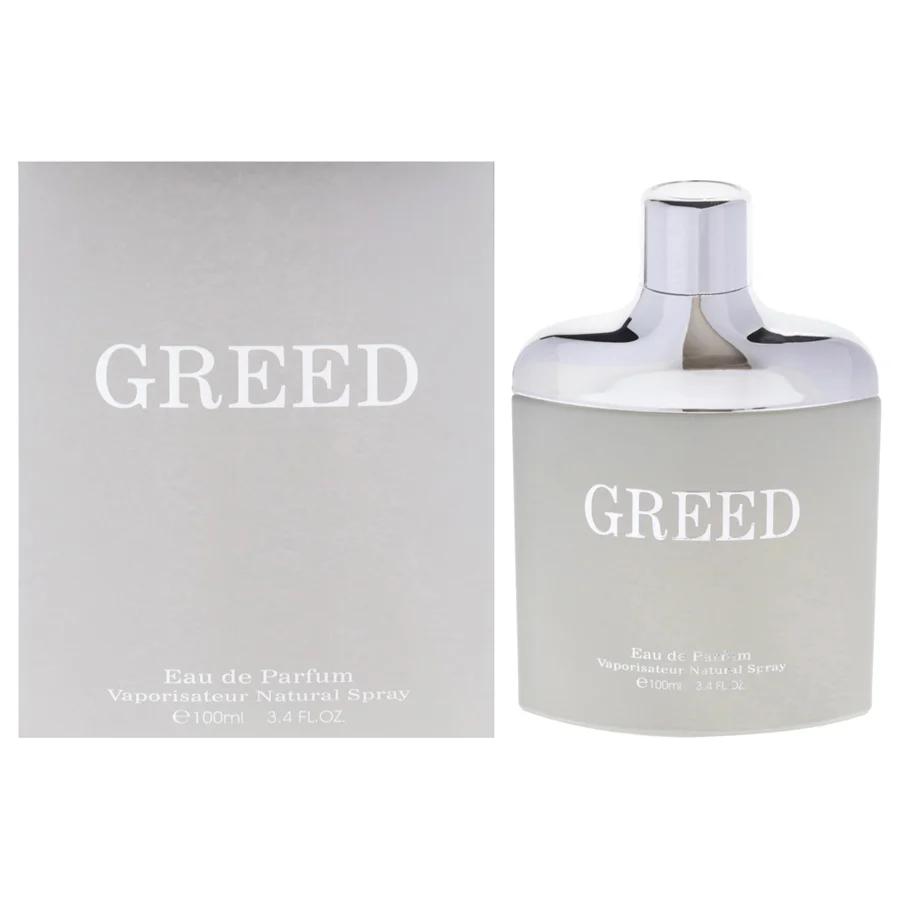 GREED
Eau de Parfum
Vaporisateur Natural Spray
℮100ml 3.4 FL.OZ.
GREED
Eau de Parfum
Vaporisateur Natural Spray
℮100ml 3.4 FL.OZ.